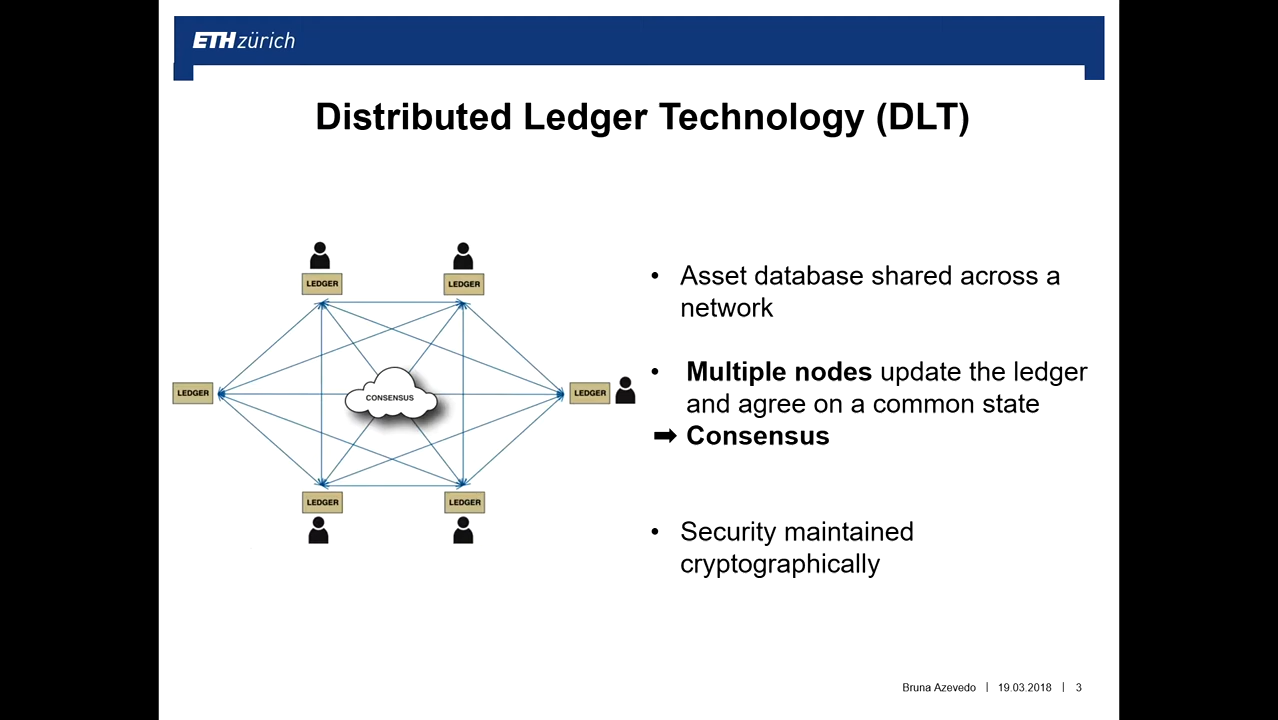 ETH zürich
Distributed Ledger Technology (DLT)
LEDGER
LEDGER
LEDGER
CONSENSUS
LEDGER
LEDGER
LEDGER
• Asset database shared across a
network
• Multiple nodes update the ledger
and agree on a common state
➡ Consensus
• Security maintained
cryptographically
Bruna Azevedo | 19.03.2018 | 3